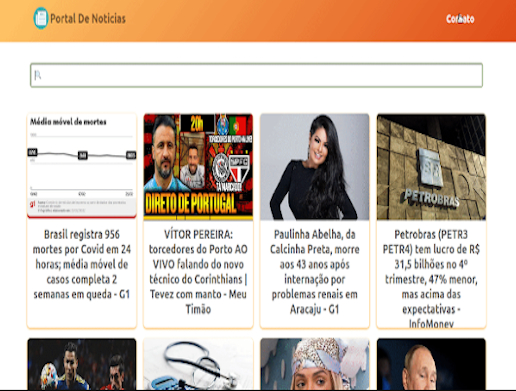 Portal De Noticias
Contato
Média móvel de mortes
20h
DIRETO DE PORTUGAL
BR
PETROBRAS
Brasil registra 956
mortes por Covid em 24
horas; média móvel de
casos completa 2
semanas em queda - G1
VÍTOR PEREIRA:
torcedores do Porto AO
VIVO falando do novo
técnico do Corinthians |
Tevez com manto - Meu
Timão
Paulinha Abelha, da
Calcinha Preta, morre
aos 43 anos após
internação por
problemas renais em
Aracaju - G1
Petrobras (PETR3
PETR4) tem lucro de R$
31,5 bilhões no 4º
trimestre, 47% menor,
mas acima das
expectativas -
InfoMoney